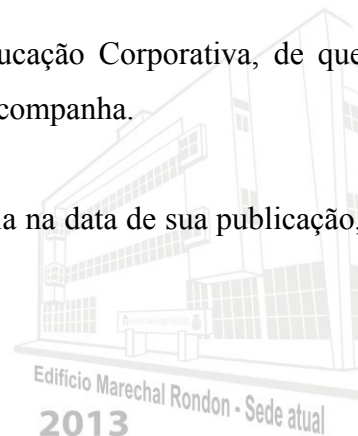 ucação Corporativa, de que
companha.
a na data de sua publicação,
Edifício Marechal Rondon - Sede atual
2013